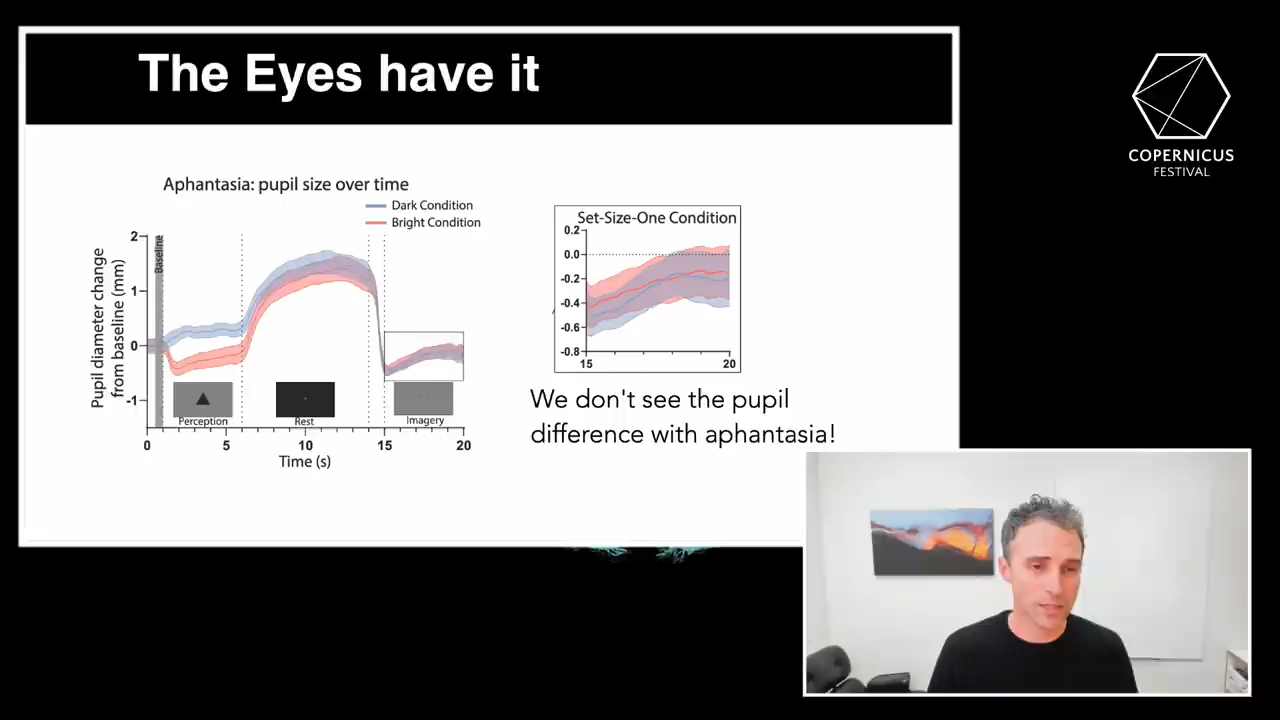 The Eyes have it
COPERNICUS
FESTIVAL
Aphantasia: pupil size over time
Dark Condition
Bright Condition
Pupil diameter change
from baseline (mm)
2
1
0
-1
Baseline
Perception
Rest
Imagery
0
5
10
15
20
Time (s)
Set-Size-One Condition
0.2
0.0
-0.2
-0.4
-0.6
-0.8
15
20
We don't see the pupil
difference with aphantasia!